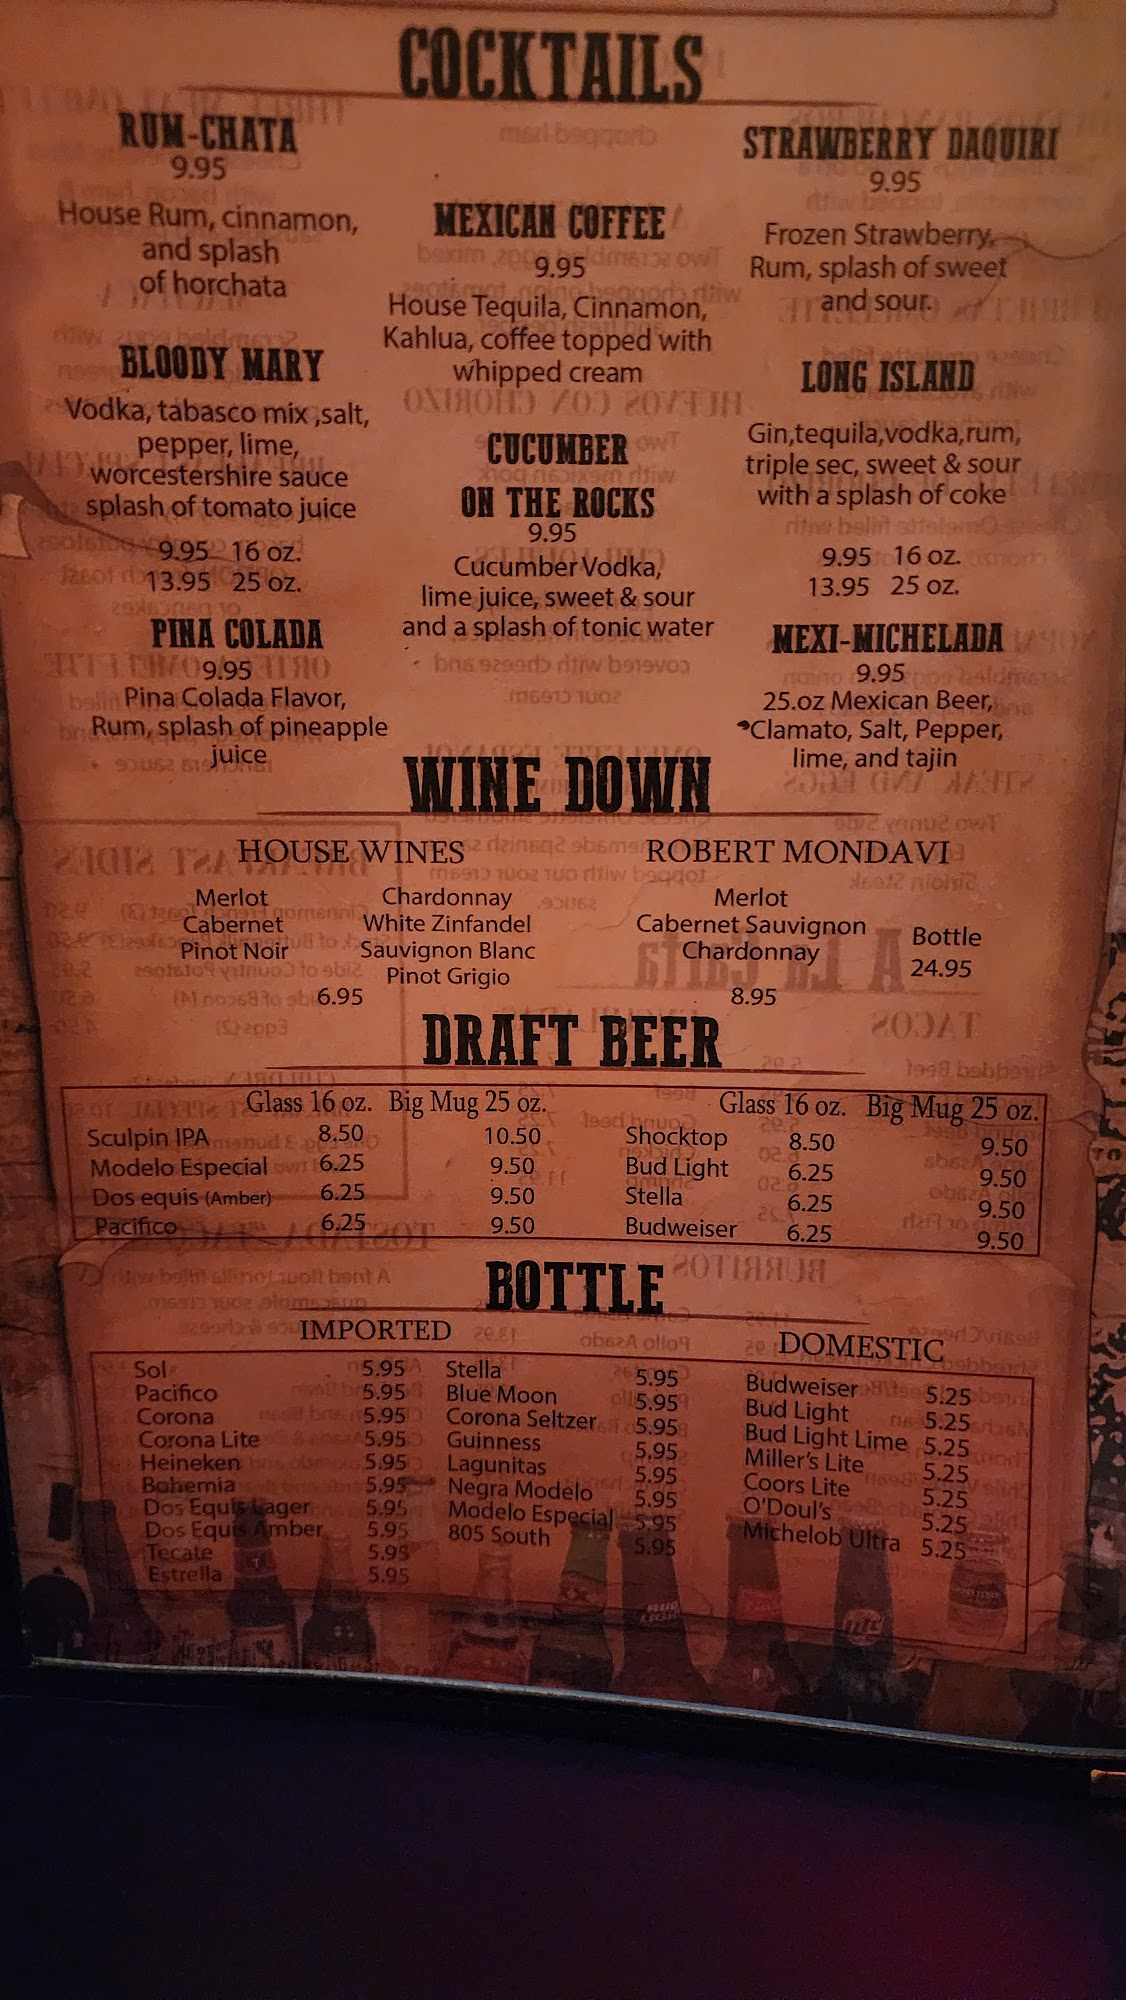 COCKTAILS
RUM-CHATA
9.95
House Rum, cinnamon,
and splash
of horchata
BLOODY MARY
Vodka, tabasco mix ,salt,
pepper, lime,
worcestershire sauce
splash of tomato juice
9.95 16 oz.
13.95 25 oz.
PINA COLADA
9.95
Pina Colada Flavor,
Rum, splash of pineapple
juice
MEXICAN COFFEE
9.95
House Tequila, Cinnamon,
Kahlua, coffee topped with
whipped cream
CUCUMBER
ON THE ROCKS
9.95
Cucumber Vodka,
lime juice, sweet & sour
and a splash of tonic water
STRAWBERRY DAQUIRI
9.95
Frozen Strawberry,
Rum, splash of sweet
and sour.
LONG ISLAND
Gin,tequila,vodka,rum,
triple sec, sweet & sour
with a splash of coke
9.95 16 oz.
13.95 25 oz.
MEXI-MICHELADA
9.95
25.oz Mexican Beer,
Clamato, Salt, Pepper,
lime, and tajin
WINE DOWN
HOUSE WINES
Merlot Chardonnay
Cabernet White Zinfandel
Pinot Noir Sauvignon Blanc
Pinot Grigio
6.95
ROBERT MONDAVI
Merlot
Cabernet Sauvignon
Chardonnay
8.95
Bottle
24.95
DRAFT BEER
Glass 16 oz. Big Mug 25 oz.
Sculpin IPA 8.50 10.50
Modelo Especial 6.25 9.50
Dos equis (Amber) 6.25 9.50
Pacifico 6.25 9.50
Glass 16 oz. Big Mug 25 oz.
Shocktop 8.50 9.50
Bud Light 6.25 9.50
Stella 6.25 9.50
Budweiser 6.25 9.50
BOTTLE
IMPORTED
Sol 5.95
Pacifico 5.95
Corona 5.95
Corona Lite 5.95
Heineken 5.95
Bohemia 5.95
Dos Equis Lager 5.95
Dos Equis Amber 5.95
Tecate 5.95
Estrella 5.95
Stella 5.95
Blue Moon 5.95
Corona Seltzer 5.95
Guinness 5.95
Lagunitas 5.95
Negra Modelo 5.95
Modelo Especial 5.95
805 South 5.95
DOMESTIC
Budweiser 5.25
Bud Light 5.25
Bud Light Lime 5.25
Miller's Lite 5.25
Coors Lite 5.25
O'Doul's 5.25
Michelob Ultra 5.25